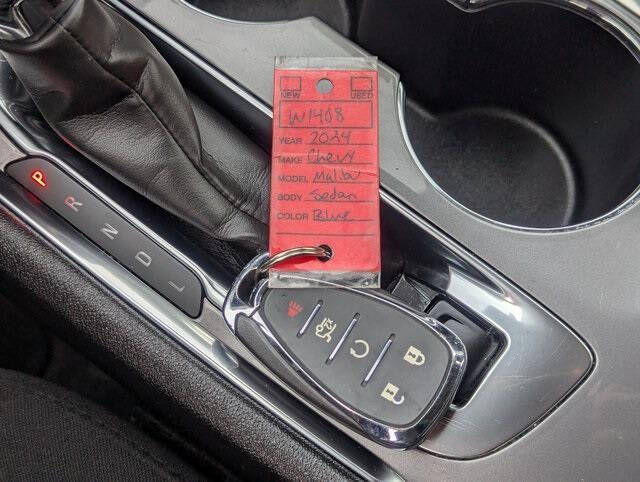 NEW USED
W1408
YEAR 2024
MAKE Chevy
MODEL Malibu
BODY Sedan
COLOR Blue
P
R
N
D
L